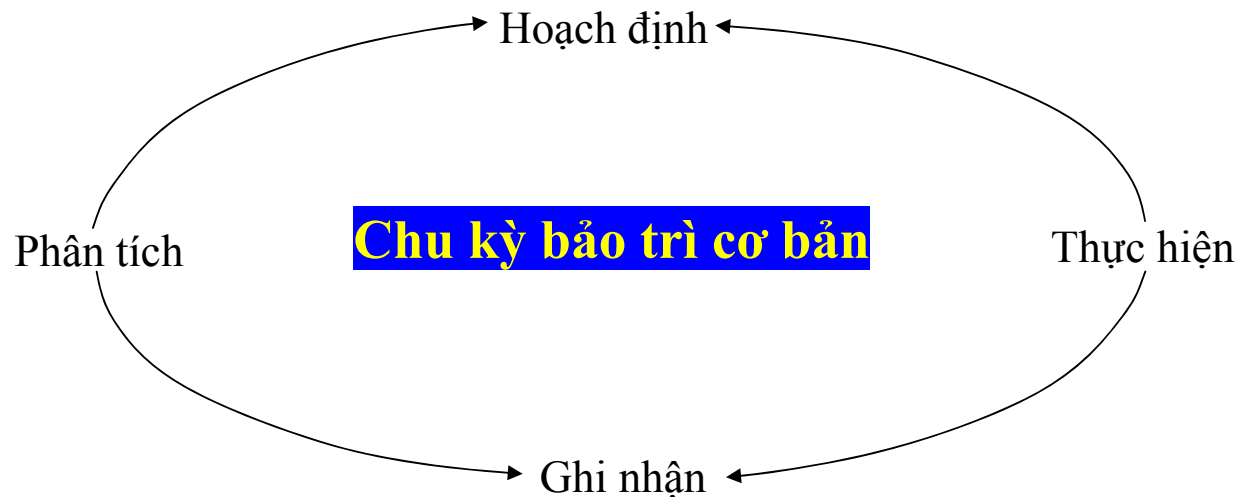 Hoạch định
Phân tích
Chu kỳ bảo trì cơ bản
Thực hiện
Ghi nhận